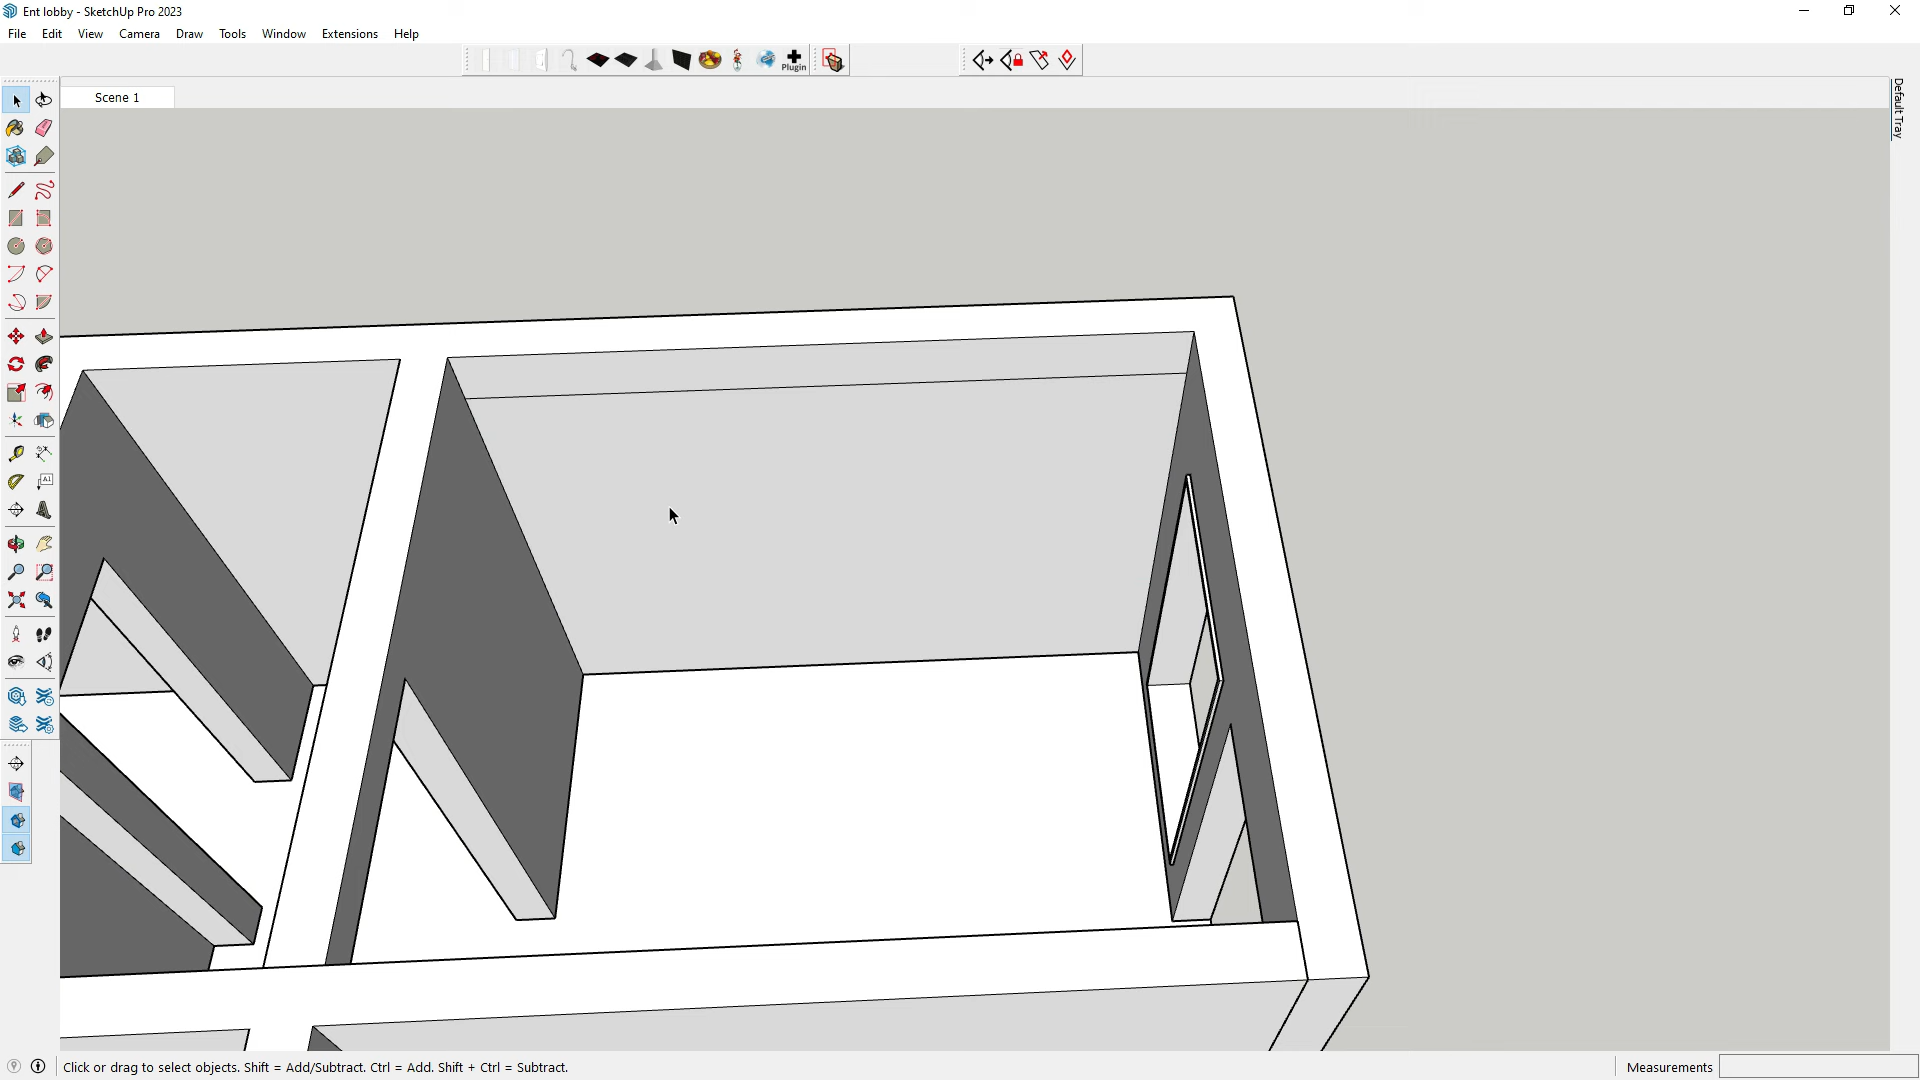 Ent lobby - SketchUp Pro 2023
File Edit View Camera Draw Tools Window Extensions Help
Plugin
Scene 1
Default Tray
A1
Click or drag to select objects. Shift = Add/Subtract. Ctrl = Add. Shift + Ctrl = Subtract.
Measurements